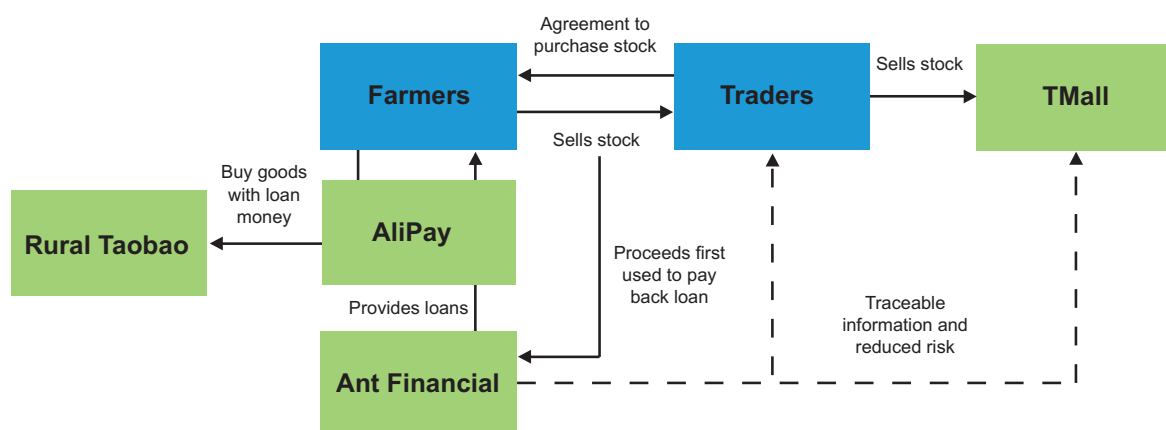 Agreement to
purchase stock
Farmers
Traders
Sells stock
TMall
Sells stock
Buy goods
with loan
money
Rural Taobao
AliPay
Proceeds first
used to pay
back loan
Provides loans
Traceable
information and
reduced risk
Ant Financial